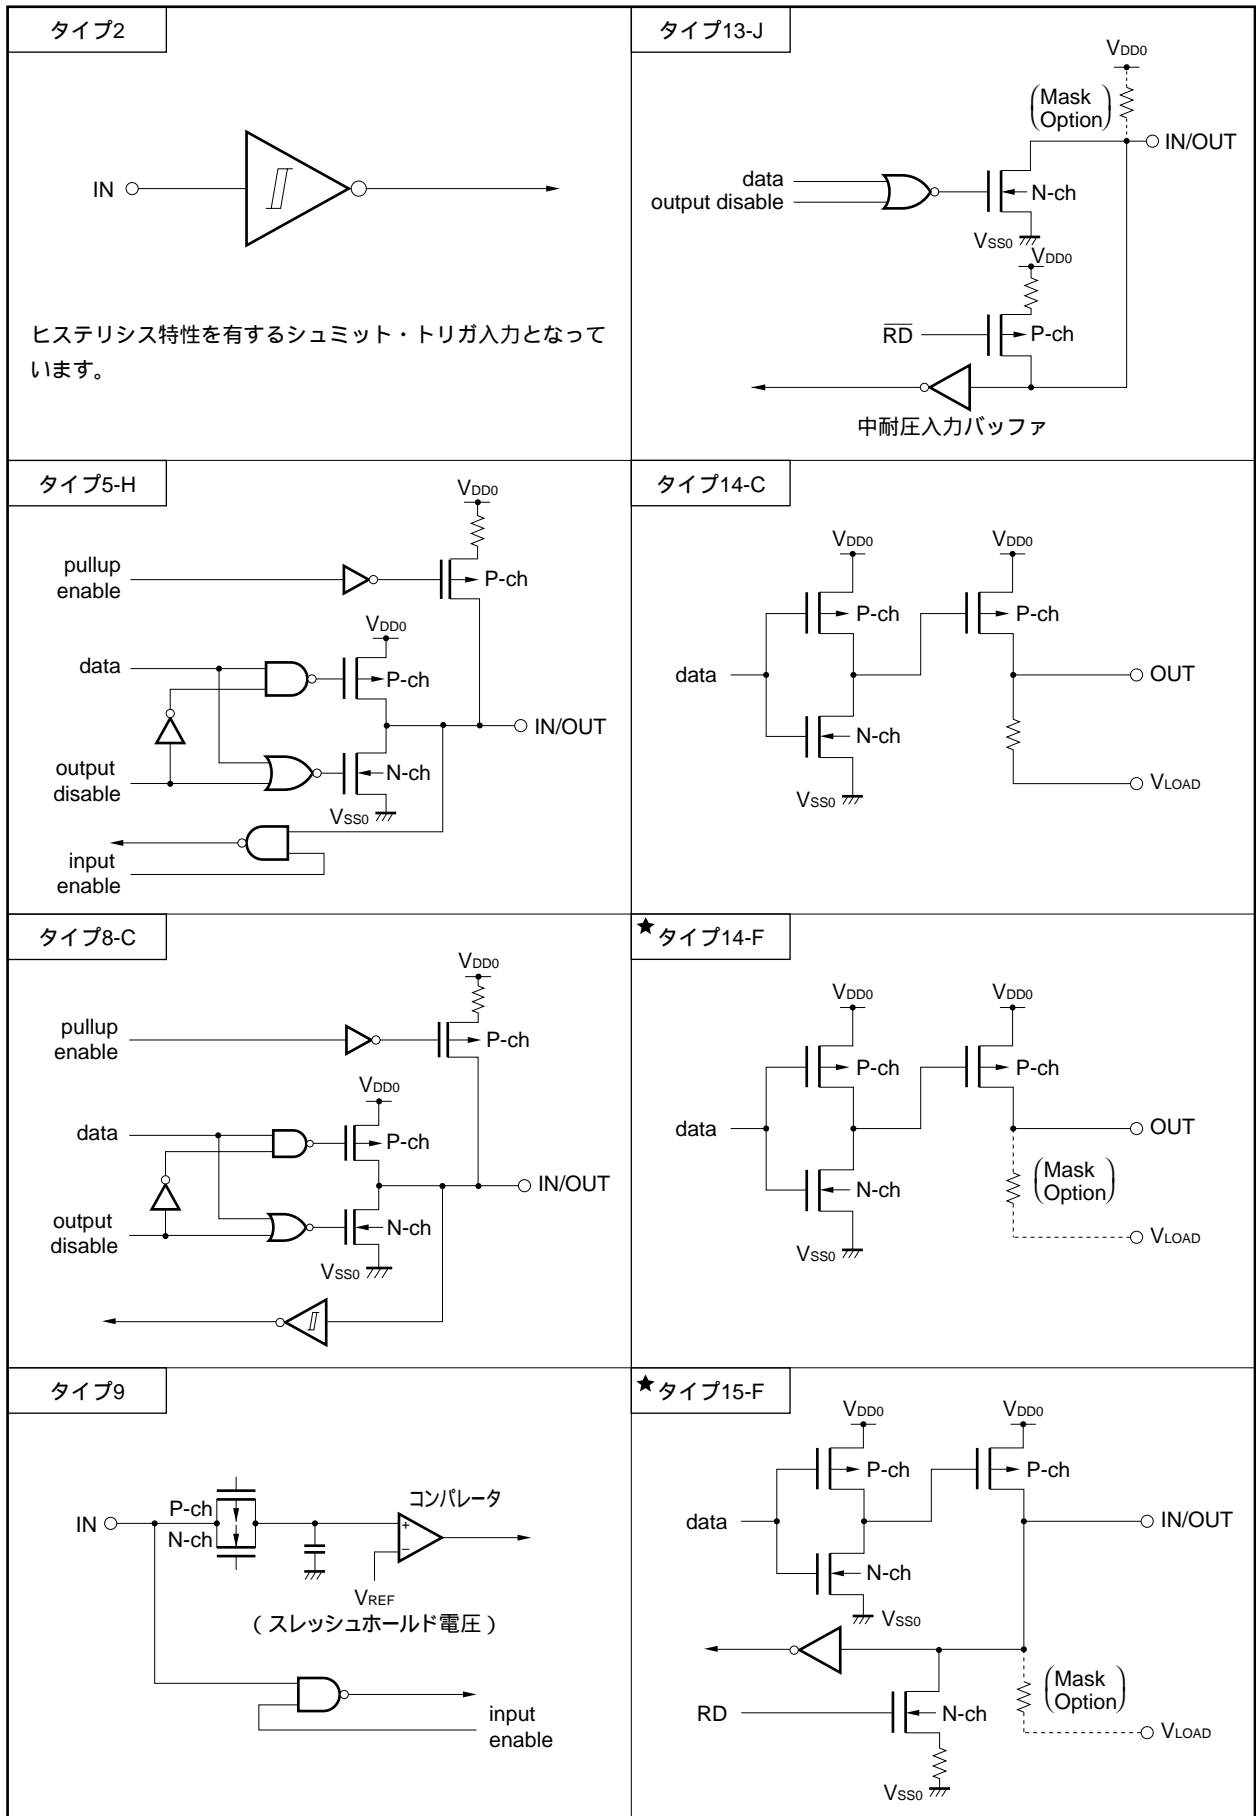 タイプ2
IN
ヒステリシス特性を有するシュミット・トリガ入力となって
います。
タイプ13-J
VDD0
(Mask
Option)
IN/OUT
data
output disable
N-ch
VSS0
VDD0
RD
P-ch
中耐圧入力バッファ
タイプ5-H
VDD0
pullup
enable
P-ch
VDD0
data
P-ch
IN/OUT
output
disable
N-ch
VSS0
input
enable
タイプ14-C
VDD0
VDD0
P-ch
P-ch
data
OUT
N-ch
VSS0
VLOAD
タイプ8-C
VDD0
pullup
enable
P-ch
VDD0
data
P-ch
IN/OUT
output
disable
N-ch
VSS0
★タイプ14-F
VDD0
VDD0
P-ch
P-ch
data
OUT
(Mask
Option)
N-ch
VSS0
VLOAD
タイプ9
コンパレータ
P-ch
IN
N-ch
+
−
VREF
(スレッシュホールド電圧)
input
enable
★タイプ15-F
VDD0
VDD0
P-ch
P-ch
data
IN/OUT
N-ch
VSS0
(Mask
Option)
RD
N-ch
VLOAD
VSS0